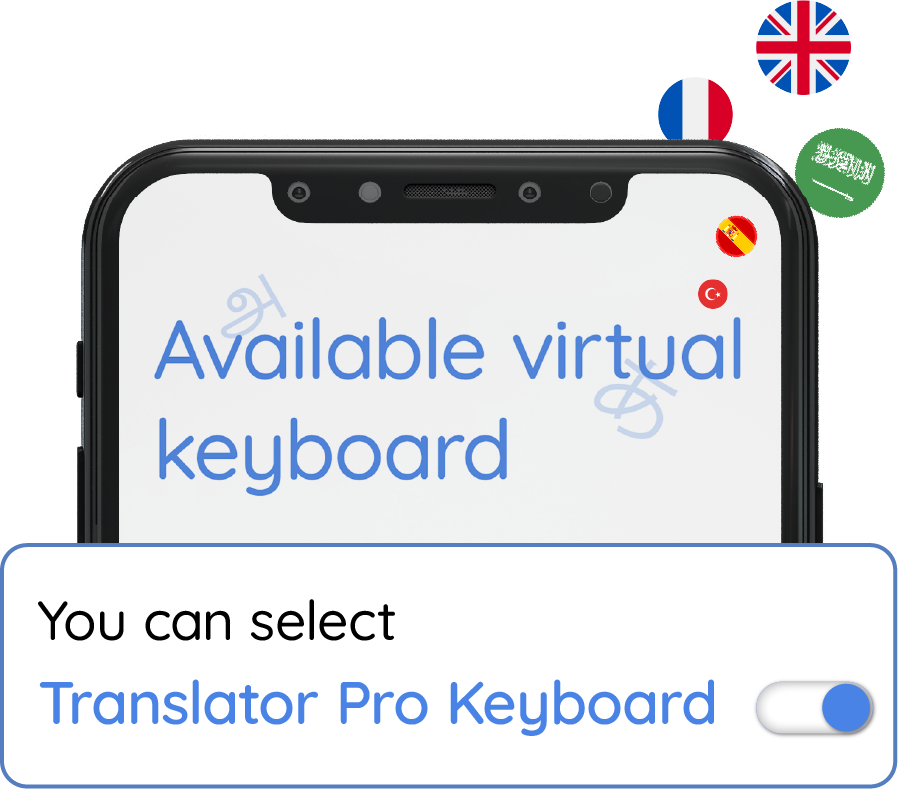 Available virtual
keyboard
You can select
Translator Pro Keyboard